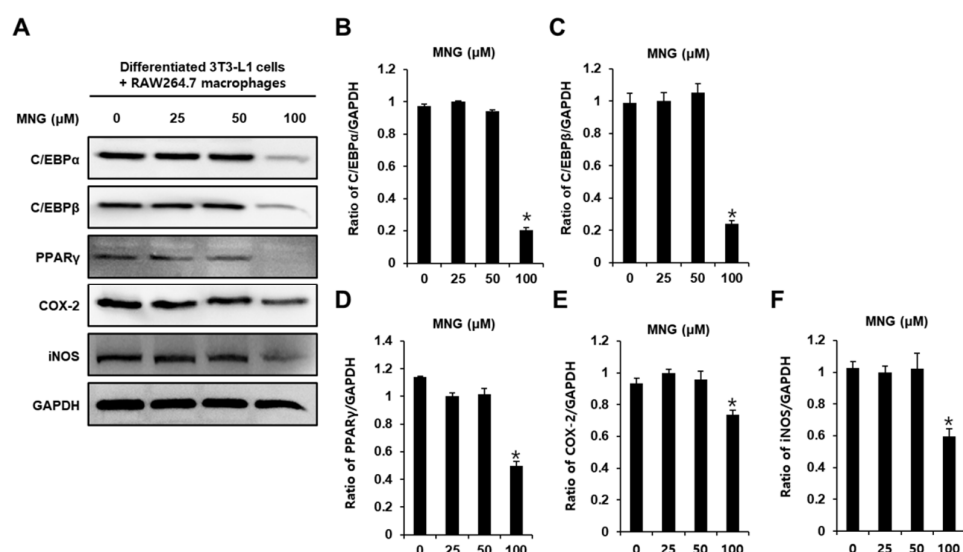 A
Differentiated 3T3-L1 cells
+ RAW264.7 macrophages
MNG (μM) 0 25 50 100
C/EBPα
C/EBPβ
PPARγ
COX-2
iNOS
GAPDH
B
MNG (μM)
Ratio of C/EBPα/GAPDH
1.2
1
0.8
0.6
0.4
0.2
0
*
0 25 50 100
C
MNG (μM)
Ratio of C/EBPβ/GAPDH
1.2
1
0.8
0.6
0.4
0.2
0
*
0 25 50 100
D
MNG (μM)
Ratio of PPARγ/GAPDH
1.4
1.2
1
0.8
0.6
0.4
0.2
0
*
0 25 50 100
E
MNG (μM)
Ratio of COX-2/GAPDH
1.2
1
0.8
0.6
0.4
0.2
0
*
0 25 50 100
F
MNG (μM)
Ratio of iNOS/GAPDH
1.2
1
0.8
0.6
0.4
0.2
0
*
0 25 50 100